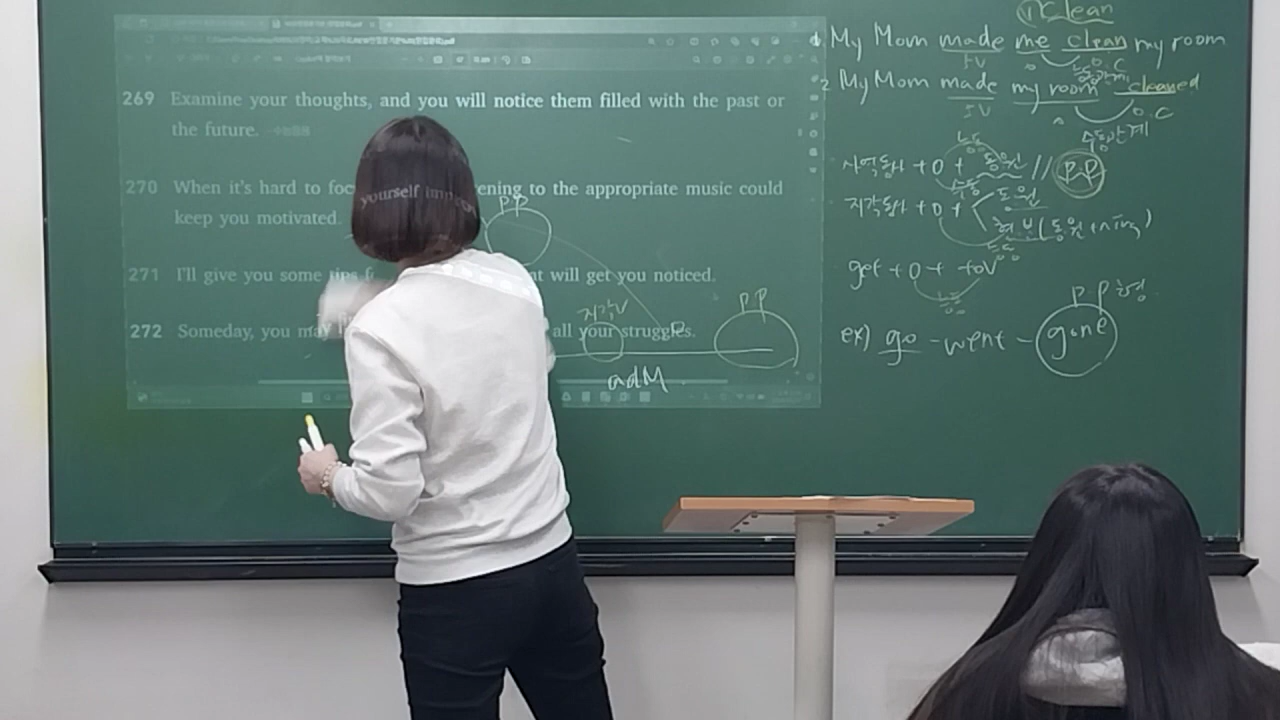 269 Examine your thoughts, and you will notice them filled with the past or
the future.
270 When it's hard to foc yourself ening to the appropriate music could
keep you motivated.
271 I'll give you some tips f t will get you noticed.
272 Someday, you may all your struggles.
P.P
지각V
P.P
adM
① clean
1 My Mom made me clean my room
5V o o.c
2 My Mom made my room cleaned
5V o o.c
수동관계
사역동사 + O + 동원 // P.P
지각동사 + O + 동원
현분(동원+ing)
get + O + toV
P.P형
ex) go - went - gone